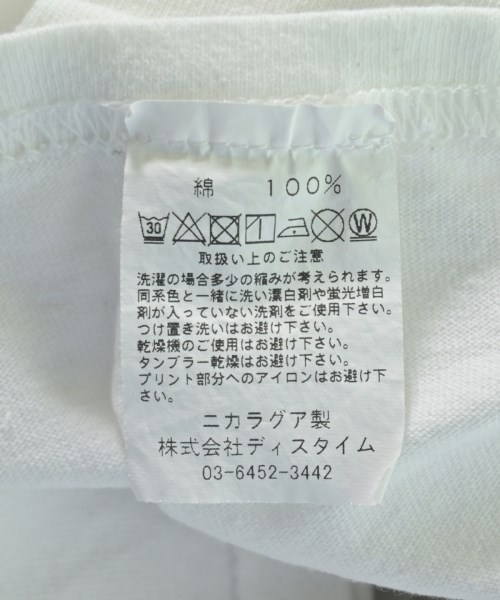 綿 100%
30 W
取扱い上のご注意
洗濯の場合多少の縮みが考えられます。
同系色と一緒に洗い漂白剤や蛍光増白
剤が入っていない洗剤をご使用下さい。
つけ置き洗いはお避け下さい。
乾燥機のご使用はお避け下さい。
タンブラー乾燥はお避け下さい。
プリント部分へのアイロンはお避け下
さい。
ニカラグア製
株式会社ディスタイム
03-6452-3442